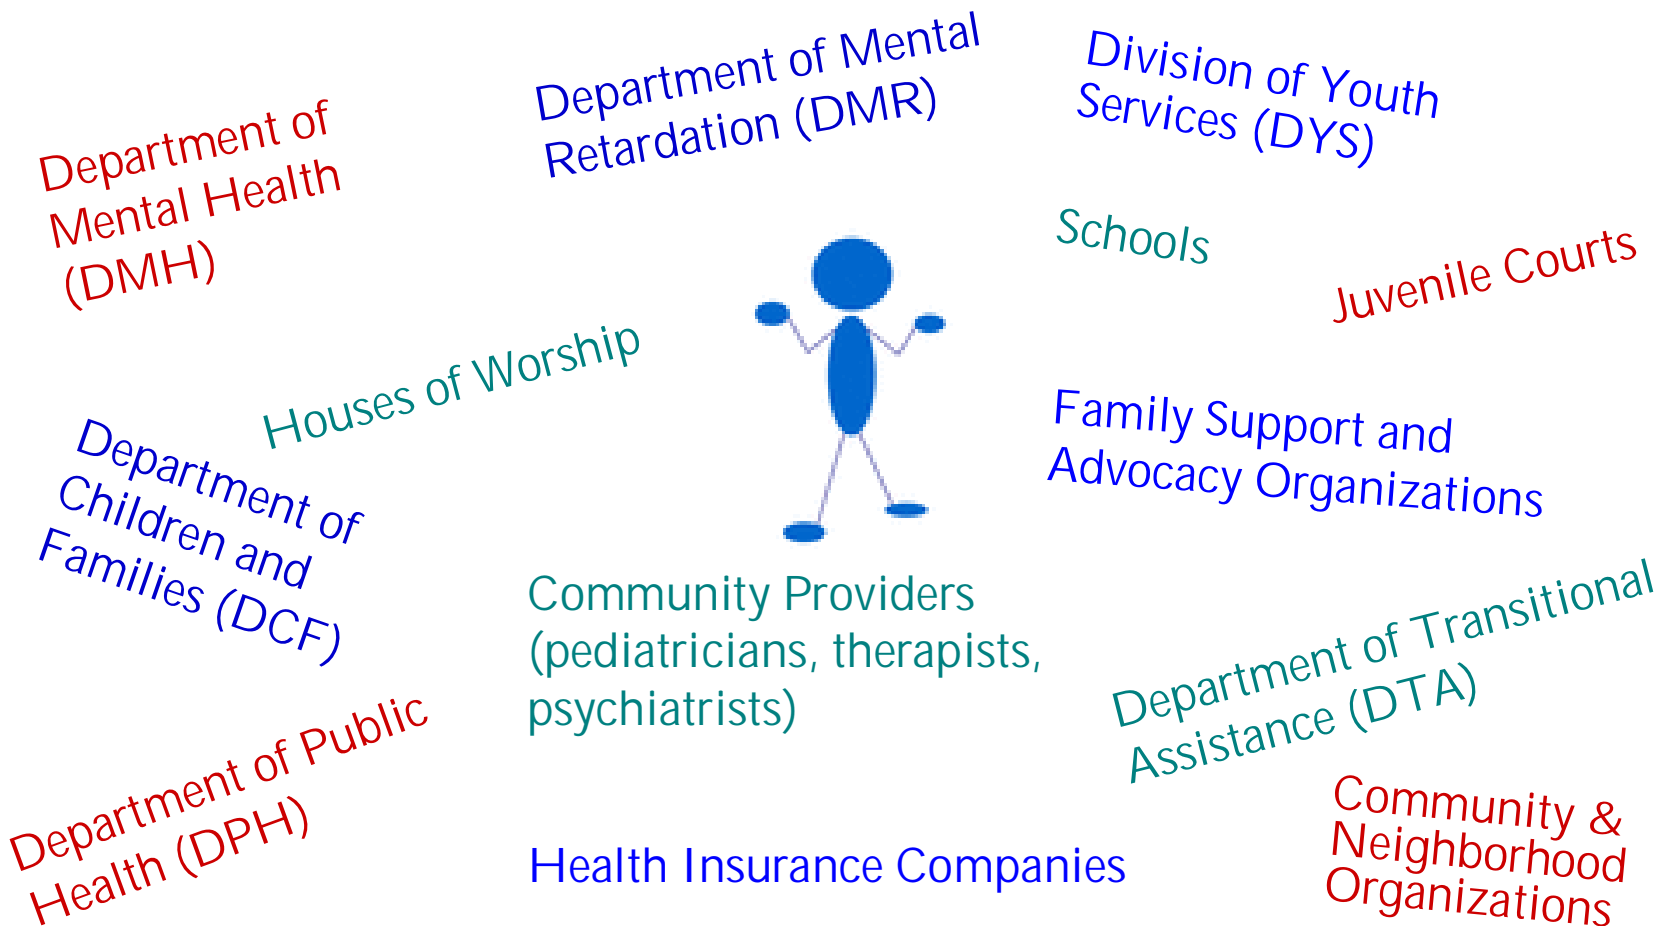 Department of Mental
Retardation (DMR)
Division of Youth
Services (DYS)
Department of
Mental Health
(DMH)
Schools
Juvenile Courts
Houses of Worship
Family Support and
Advocacy Organizations
Department of
Children and
Families (DCF)
Community Providers
(pediatricians, therapists,
psychiatrists)
Department of Transitional
Assistance (DTA)
Department of Public
Health (DPH)
Community &
Neighborhood
Organizations
Health Insurance Companies